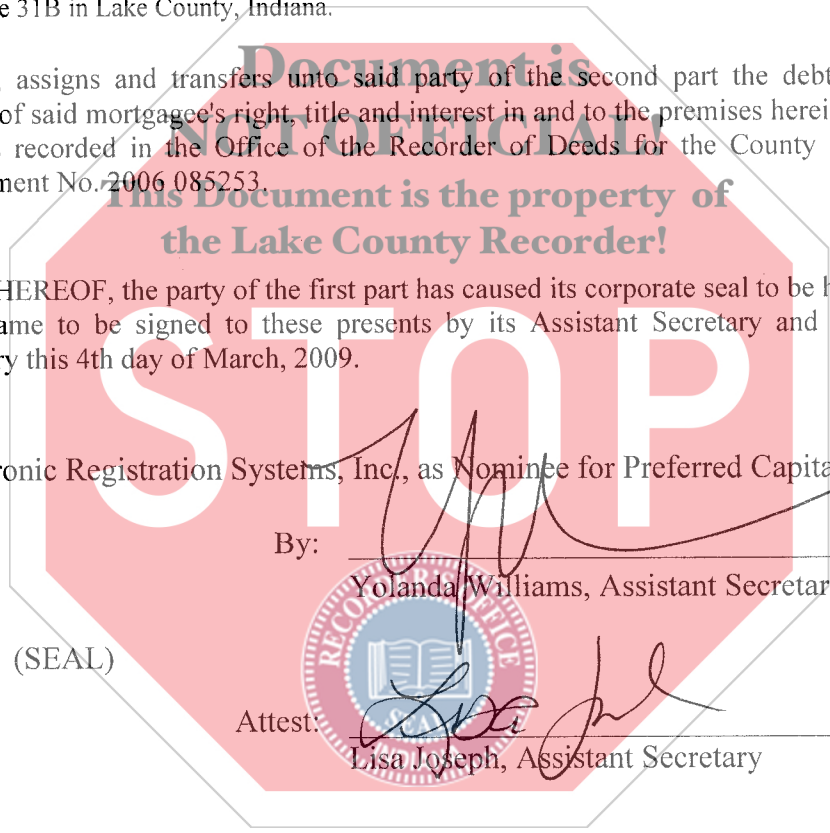 e 31B in Lake County, Indiana.
Document is
, assigns and transfers unto said party of the second part the debt
of said mortgagee's right, title and interest in and to the premises herei
NOT OFFICIAL!
recorded in the Office of the Recorder of Deeds for the County
ment No. 2006 085253.
This Document is the property of
the Lake County Recorder!
HEREOF, the party of the first part has caused its corporate seal to be h
ame to be signed to these presents by its Assistant Secretary and
ry this 4th day of March, 2009.
STOP
ronic Registration Systems, Inc., as Nominee for Preferred Capita
By:
Yolanda Williams, Assistant Secretar
RECORDER'S OFFICE
(SEAL)
SEAL
Attest:
Lisa Joseph, Assistant Secretary